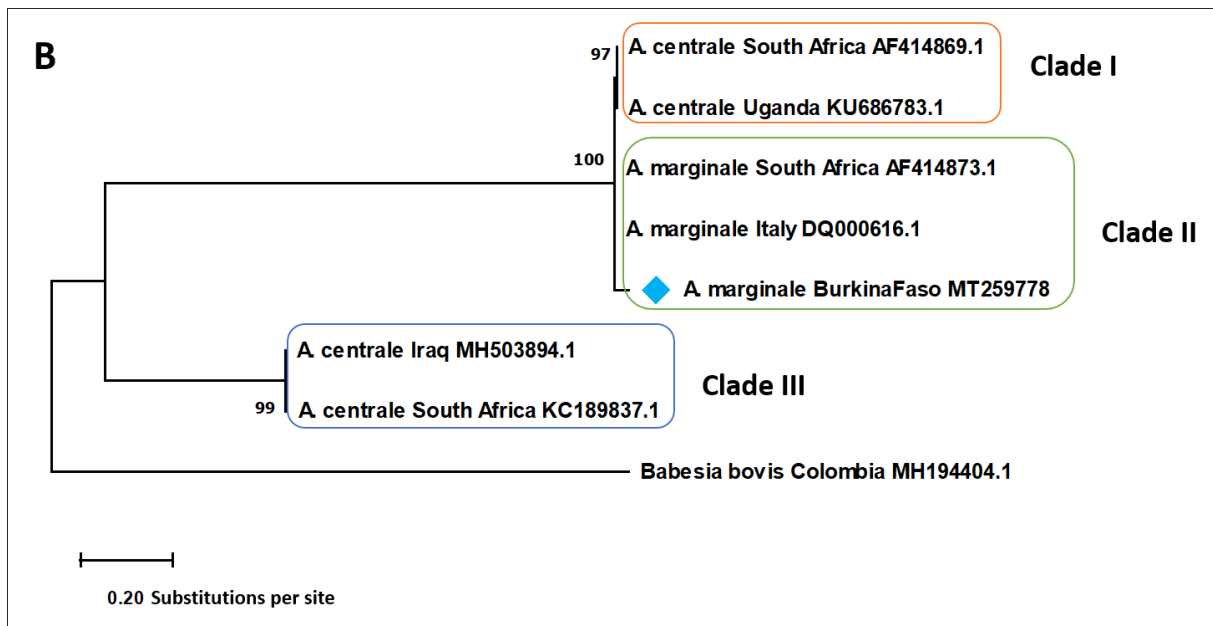 B
97
A. centrale South Africa AF414869.1
Clade I
A. centrale Uganda KU686783.1
100
A. marginale South Africa AF414873.1
A. marginale Italy DQ000616.1
Clade II
A. marginale BurkinaFaso MT259778
A. centrale Iraq MH503894.1
Clade III
99
A. centrale South Africa KC189837.1
Babesia bovis Colombia MH194404.1
0.20 Substitutions per site